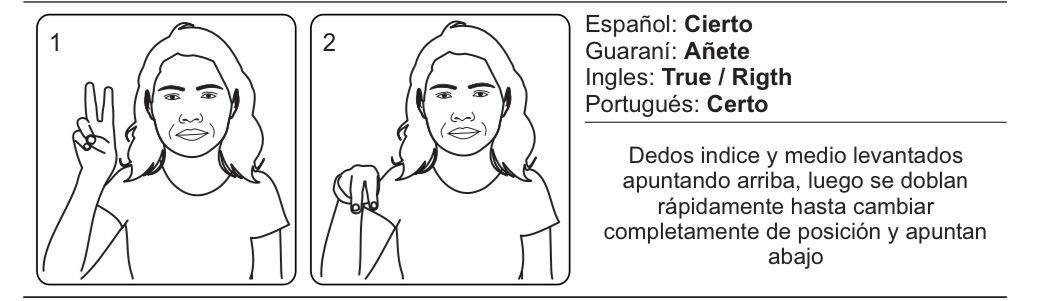 1
2
Español: Cierto
Guaraní: Añete
Ingles: True / Rigth
Portugués: Certo
Dedos indice y medio levantados
apuntando arriba, luego se doblan
rápidamente hasta cambiar
completamente de posición y apuntan
abajo